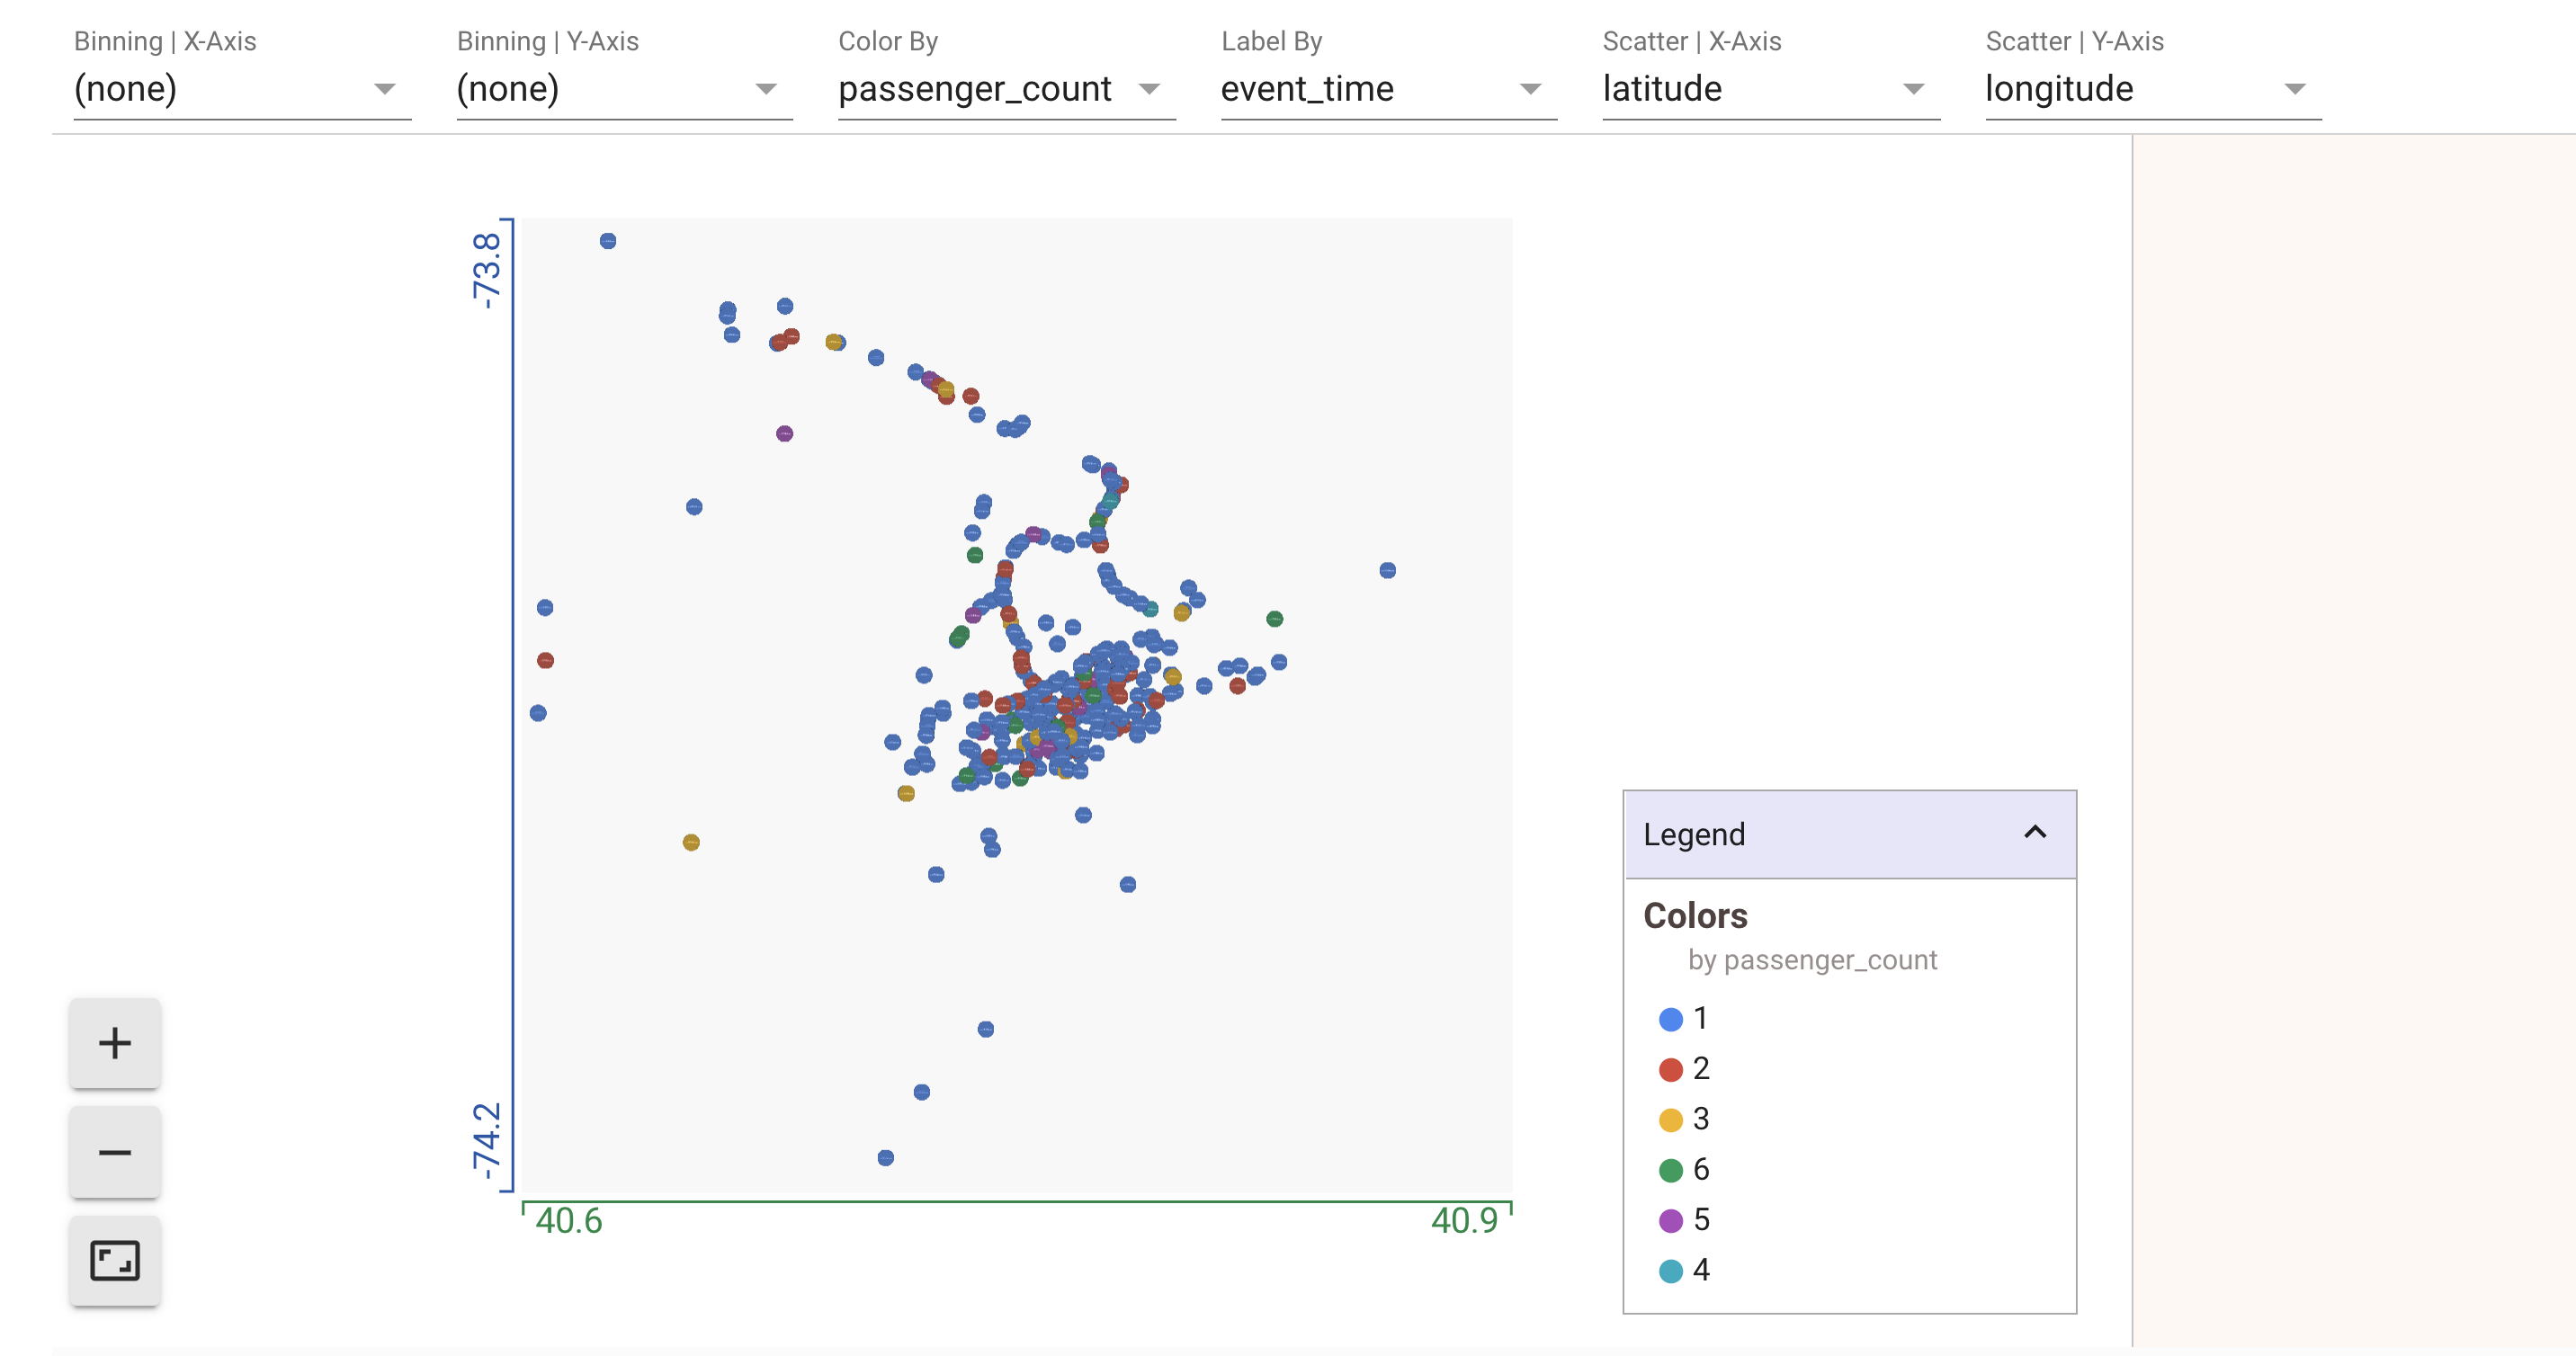 Binning | X-Axis
(none)
Binning | Y-Axis
(none)
Color By
passenger_count
Label By
event_time
Scatter | X-Axis
latitude
Scatter | Y-Axis
longitude
-73.8
-74.2
40.6
40.9
Legend
Colors
by passenger_count
1
2
3
6
5
4
+
−